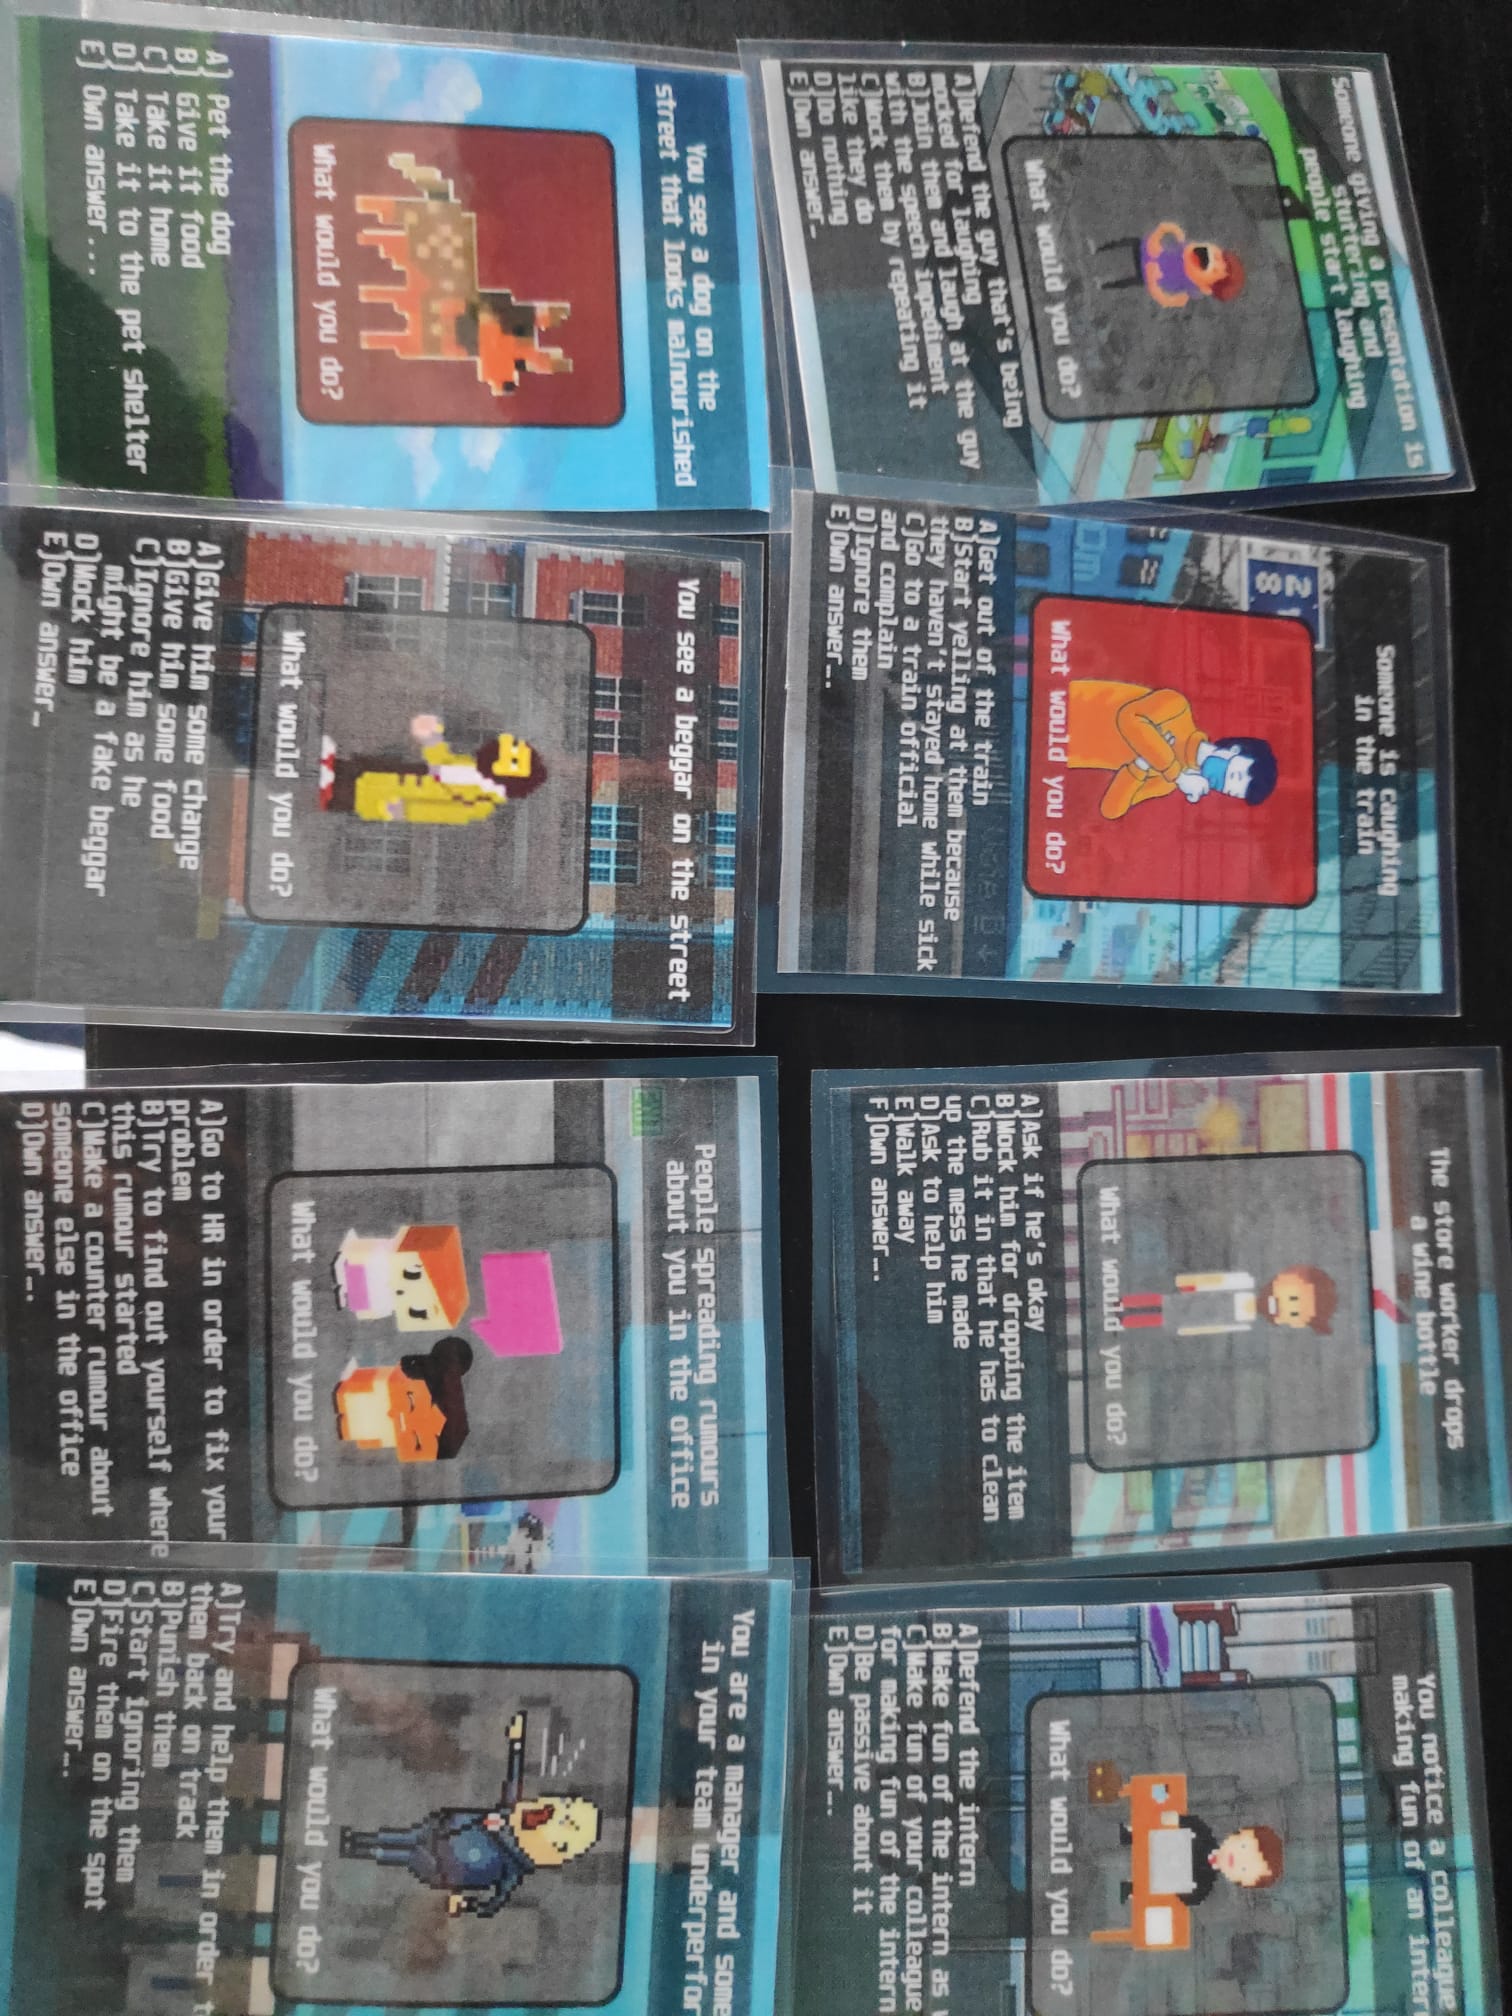 Someone giving a presentation is
stuttering and
people start laughing
What would you do?
A)Defend the guy that's being
mocked for laughing at the guy
B)Join them and laugh at the guy
with the speech inpediment
C)Mock them by repeating it
like they do
D)Do nothing
E)Own answer..
Someone is caughing
in the train
28
What would you do?
A)Get out of the train
B)Start yelling at them because
they haven't stayed home while sick
C)Go to a train official
and complain
D)Ignore them
E)Own answer...
The store worker drops
a wine bottle
What would you do?
A)Ask if he's okay
B)Mock him for dropping the item
C)Rub it in that he has to clean
up the mess he made
D)Ask to help him
E)Walk away
F)Own answer....
You notice a colleague
making fun of an
What would you do?
A)Defend the intern
B)Make fun of the intern as
C)Make fun of your colleague
for making fun of the intern
D)Be passive about it
E)Own answer....
You see a dog on the
street that looks malnourished
What would you do?
A) Pet the dog
B) Give it food
C) Take it home
D) Take it to the pet shelter
E) Own answer...
You see a beggar on the street
What would you do?
A)Give him some change
B)Give him some food
C)Ignore him as he
might be a fake beggar
D)Mock him
E)Own answer…
People spreading rumours
about you in the office
What would you do?
A)Go to HR in order to fix your
problem
B)Try to find out yourself where
this rumour started
C)Make a counter rumour about
someone else in the office
D)Own answer....
You are a manager and some
in your team
What would you do?
A)Try and help them in order
them back on track
B)Punish them
C)Start ignoring them
D)Fire them on the spot
E)Own answer...